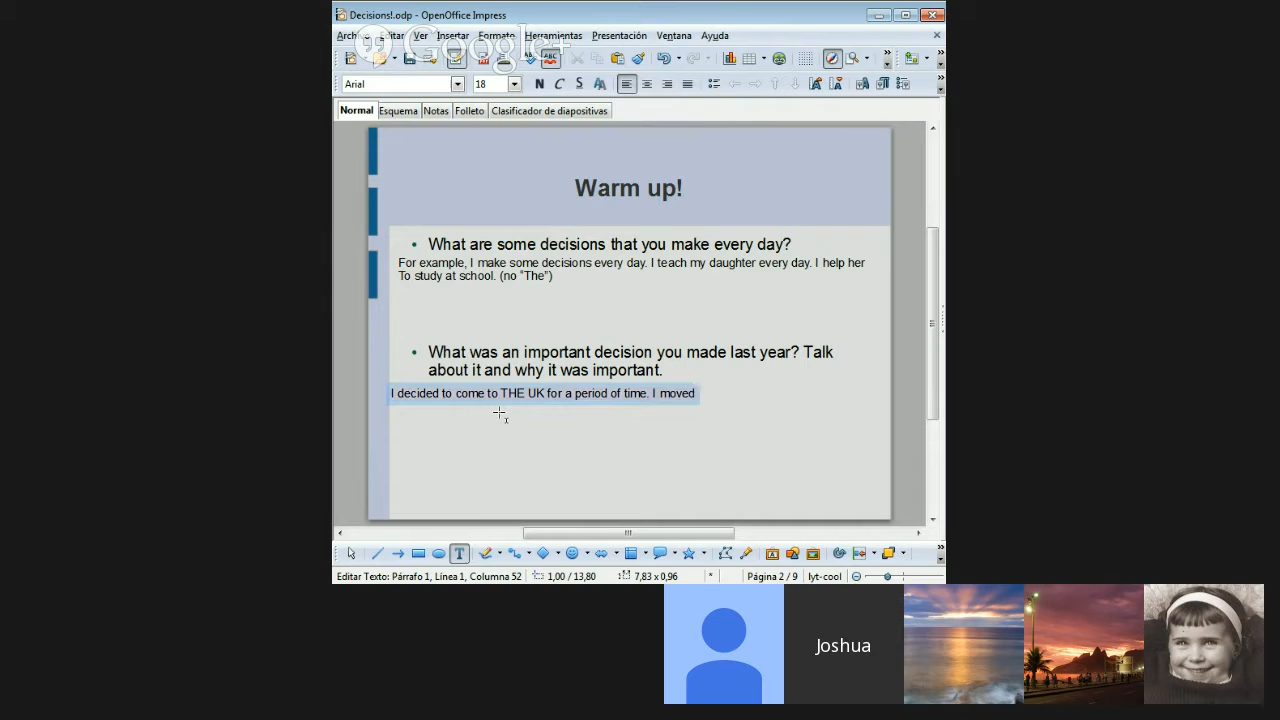 Decisions!.odp - OpenOffice Impress
Archivo Editar Ver Insertar Formato Herramientas Presentación Ventana Ayuda
Google+
Arial 18 N C S
Normal Esquema Notas Folleto Clasificador de diapositivas
Warm up!
• What are some decisions that you make every day?
For example, I make some decisions every day. I teach my daughter every day. I help her
To study at school. (no "The")
• What was an important decision you made last year? Talk
about it and why it was important.
I decided to come to THE UK for a period of time. I moved
Editar Texto: Párrafo 1, Línea 1, Columna 52 1,00 / 13,80 7,83 x 0,96 * Página 2 / 9 lyt-cool
Joshua